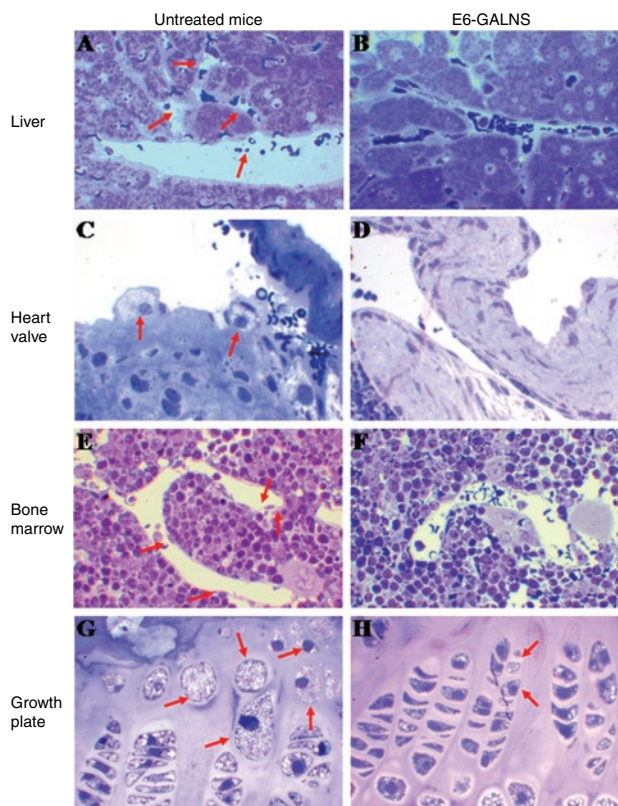 Untreated mice
E6-GALNS
Liver
A
B
Heart
valve
C
D
Bone
marrow
E
F
Growth
plate
G
H